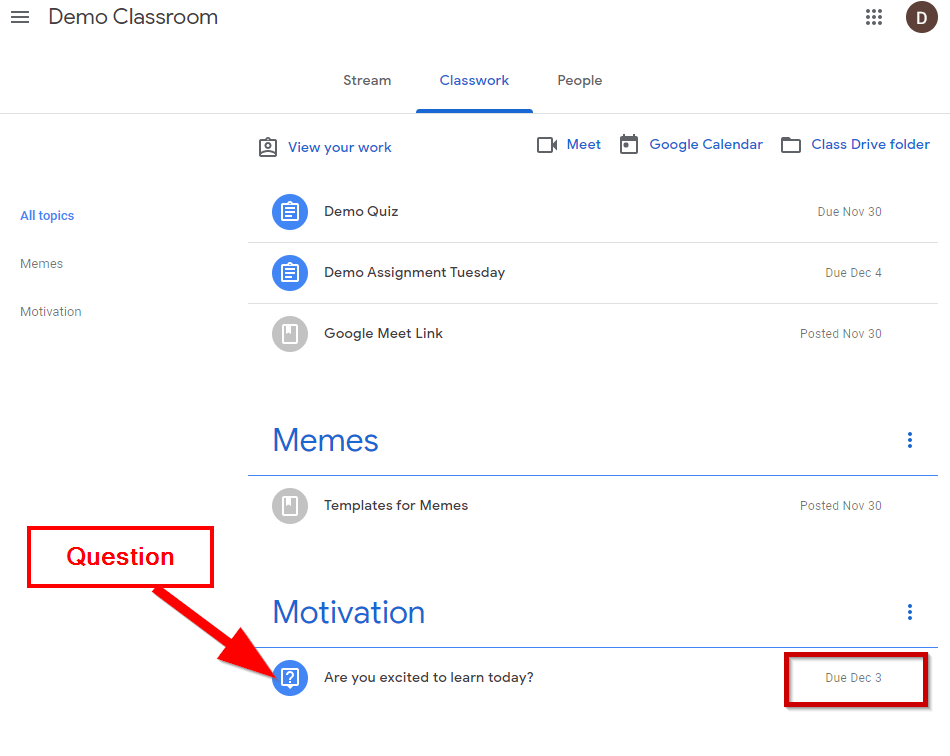 Demo Classroom
D
Stream Classwork People
View your work Meet Google Calendar Class Drive folder
All topics
Memes
Motivation
Demo Quiz Due Nov 30
Demo Assignment Tuesday Due Dec 4
Google Meet Link Posted Nov 30
Memes
Templates for Memes Posted Nov 30
Question
Motivation
? Are you excited to learn today? Due Dec 3